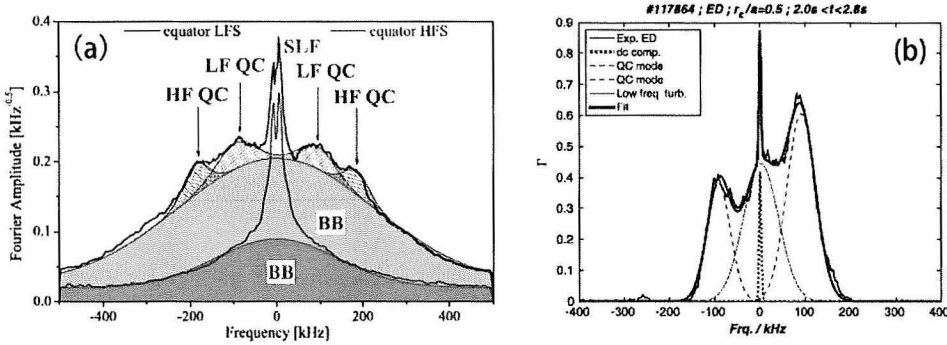 (a)
equator LFS
equator HFS
SLF
LF QC
LF QC
HF QC
HF QC
BB
BB
Fourier Amplitude [kHz^-0.5]
0.4
0.3
0.2
0.1
0.0
-400 -200 0 200 400
Frequency [kHz]
#117864 ; ED ; r_c/a=0.5 ; 2.0s <t<2.8s
(b)
Exp. ED
dc comp.
QC mode
QC mode
Low freq. turb.
Fit
Γ
0.9
0.8
0.7
0.6
0.5
0.4
0.3
0.2
0.1
0
-400 -300 -200 -100 0 100 200 300 400
Frq. / kHz